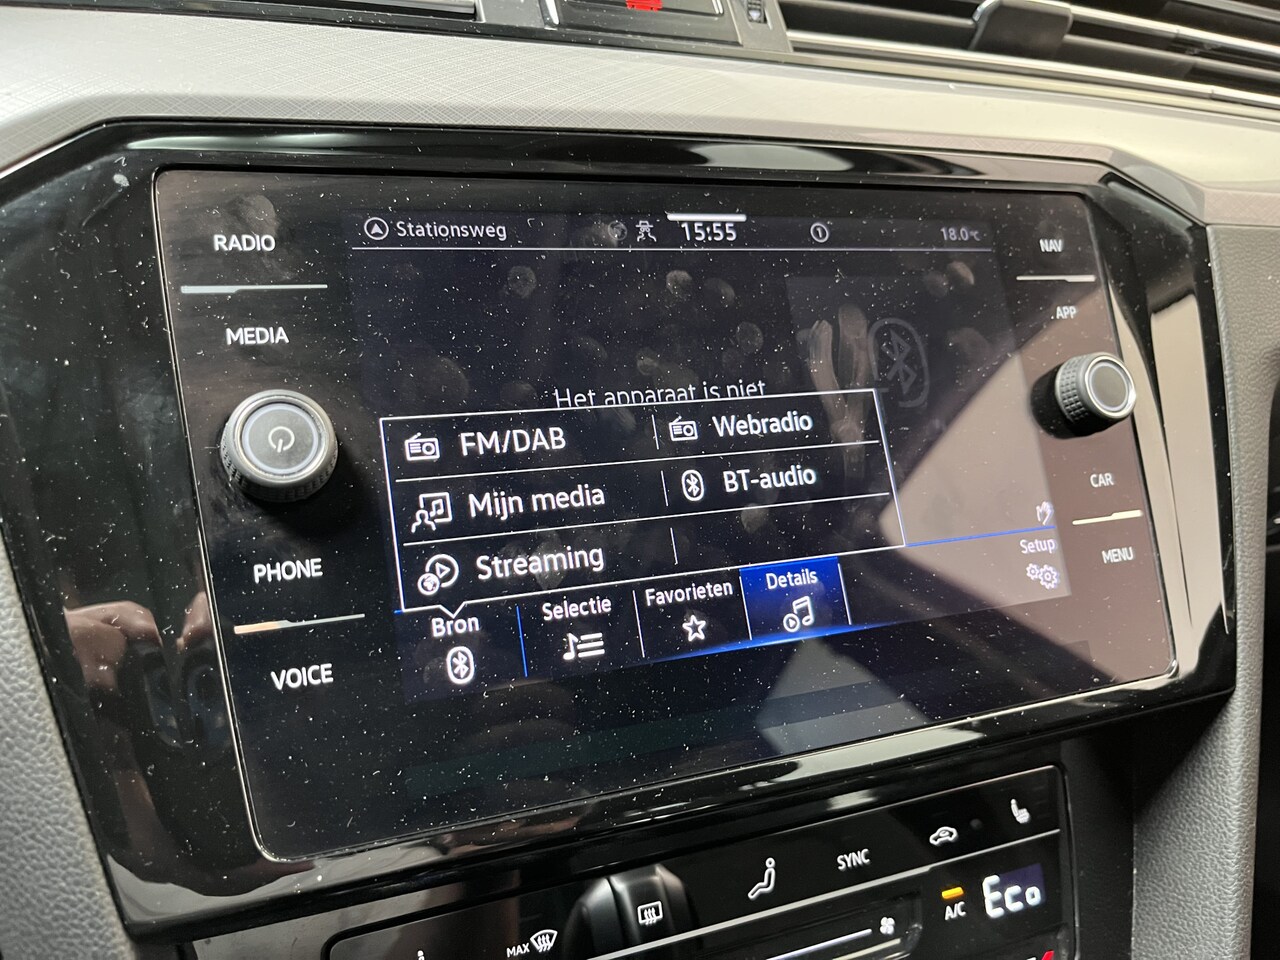 RADIO
MEDIA
PHONE
VOICE
Stationsweg
15:55
1
18.0°C
Het apparaat is niet
FM/DAB
Webradio
Mijn media
BT-audio
Streaming
Bron
Selectie
Favorieten
Details
Setup
NAV
APP
CAR
MENU
MAX
SYNC
A/C
Eco